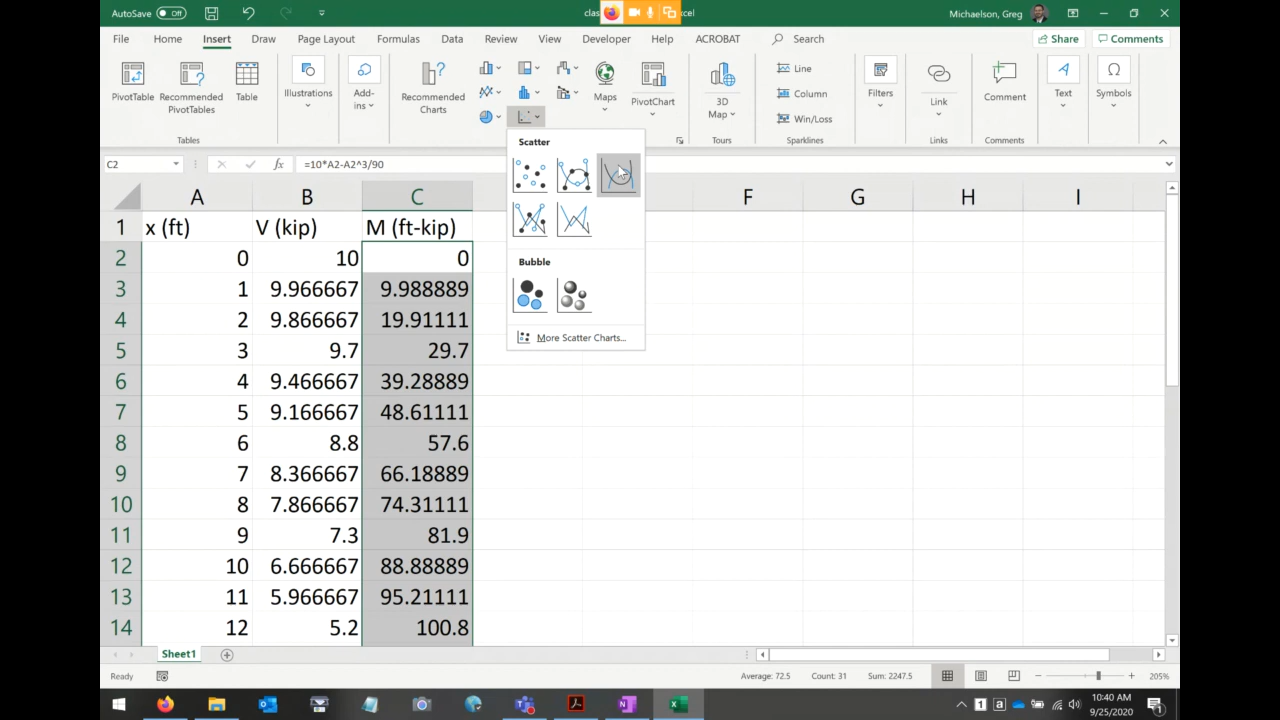 AutoSave Off
clas
xcel
Michaelson, Greg
File Home Insert Draw Page Layout Formulas Data Review View Developer Help ACROBAT Search Share Comments
PivotTable
Recommended PivotTables
Table
Illustrations
Add-ins
Recommended Charts
Maps
PivotChart
3D Map
Line
Column
Win/Loss
Filters
Link
Comment
Text
Symbols
Tables Tours Sparklines Links Comments
C2 fx =10*A2-A2^3/90
Scatter
Bubble
More Scatter Charts...
A B C F G H I
1 x (ft) V (kip) M (ft-kip)
2 0 10 0
3 1 9.966667 9.988889
4 2 9.866667 19.91111
5 3 9.7 29.7
6 4 9.466667 39.28889
7 5 9.166667 48.61111
8 6 8.8 57.6
9 7 8.366667 66.18889
10 8 7.866667 74.31111
11 9 7.3 81.9
12 10 6.666667 88.88889
13 11 5.966667 95.21111
14 12 5.2 100.8
Sheet1
Ready Average: 72.5 Count: 31 Sum: 2247.5 205%
10:40 AM
9/25/2020